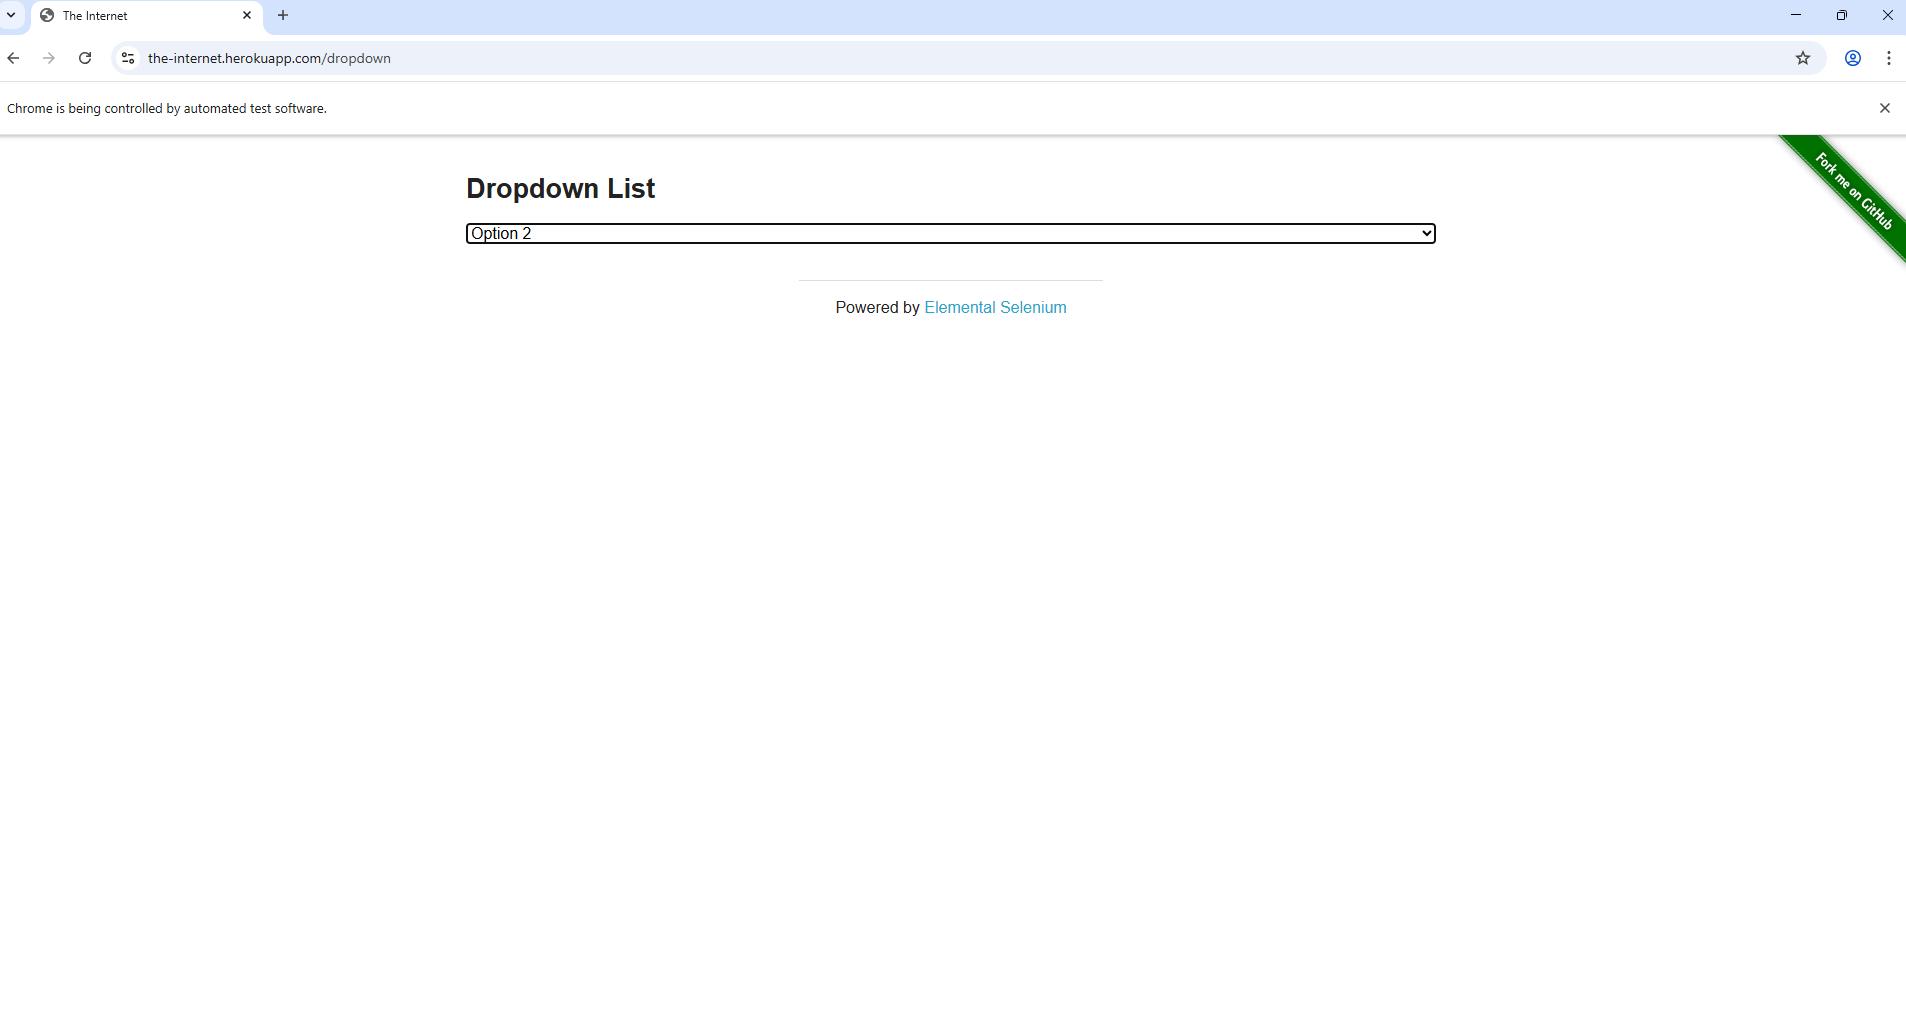 The Internet
the-internet.herokuapp.com/dropdown
Chrome is being controlled by automated test software.
Fork me on GitHub
Dropdown List
Option 2
Powered by Elemental Selenium